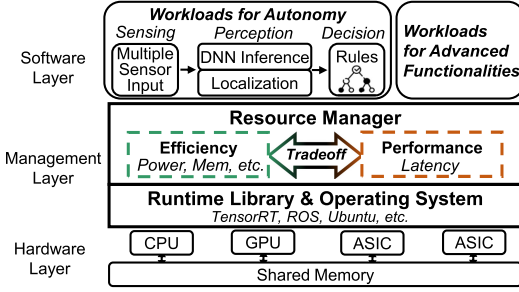 Workloads for Autonomy
Sensing
Perception
Decision
Multiple
Sensor
Input
DNN Inference
Localization
Rules
Workloads
for Advanced
Functionalities
Software
Layer
Resource Manager
Efficiency
Power, Mem, etc.
Tradeoff
Performance
Latency
Management
Layer
Runtime Library & Operating System
TensorRT, ROS, Ubuntu, etc.
Hardware
Layer
CPU
GPU
ASIC
ASIC
Shared Memory